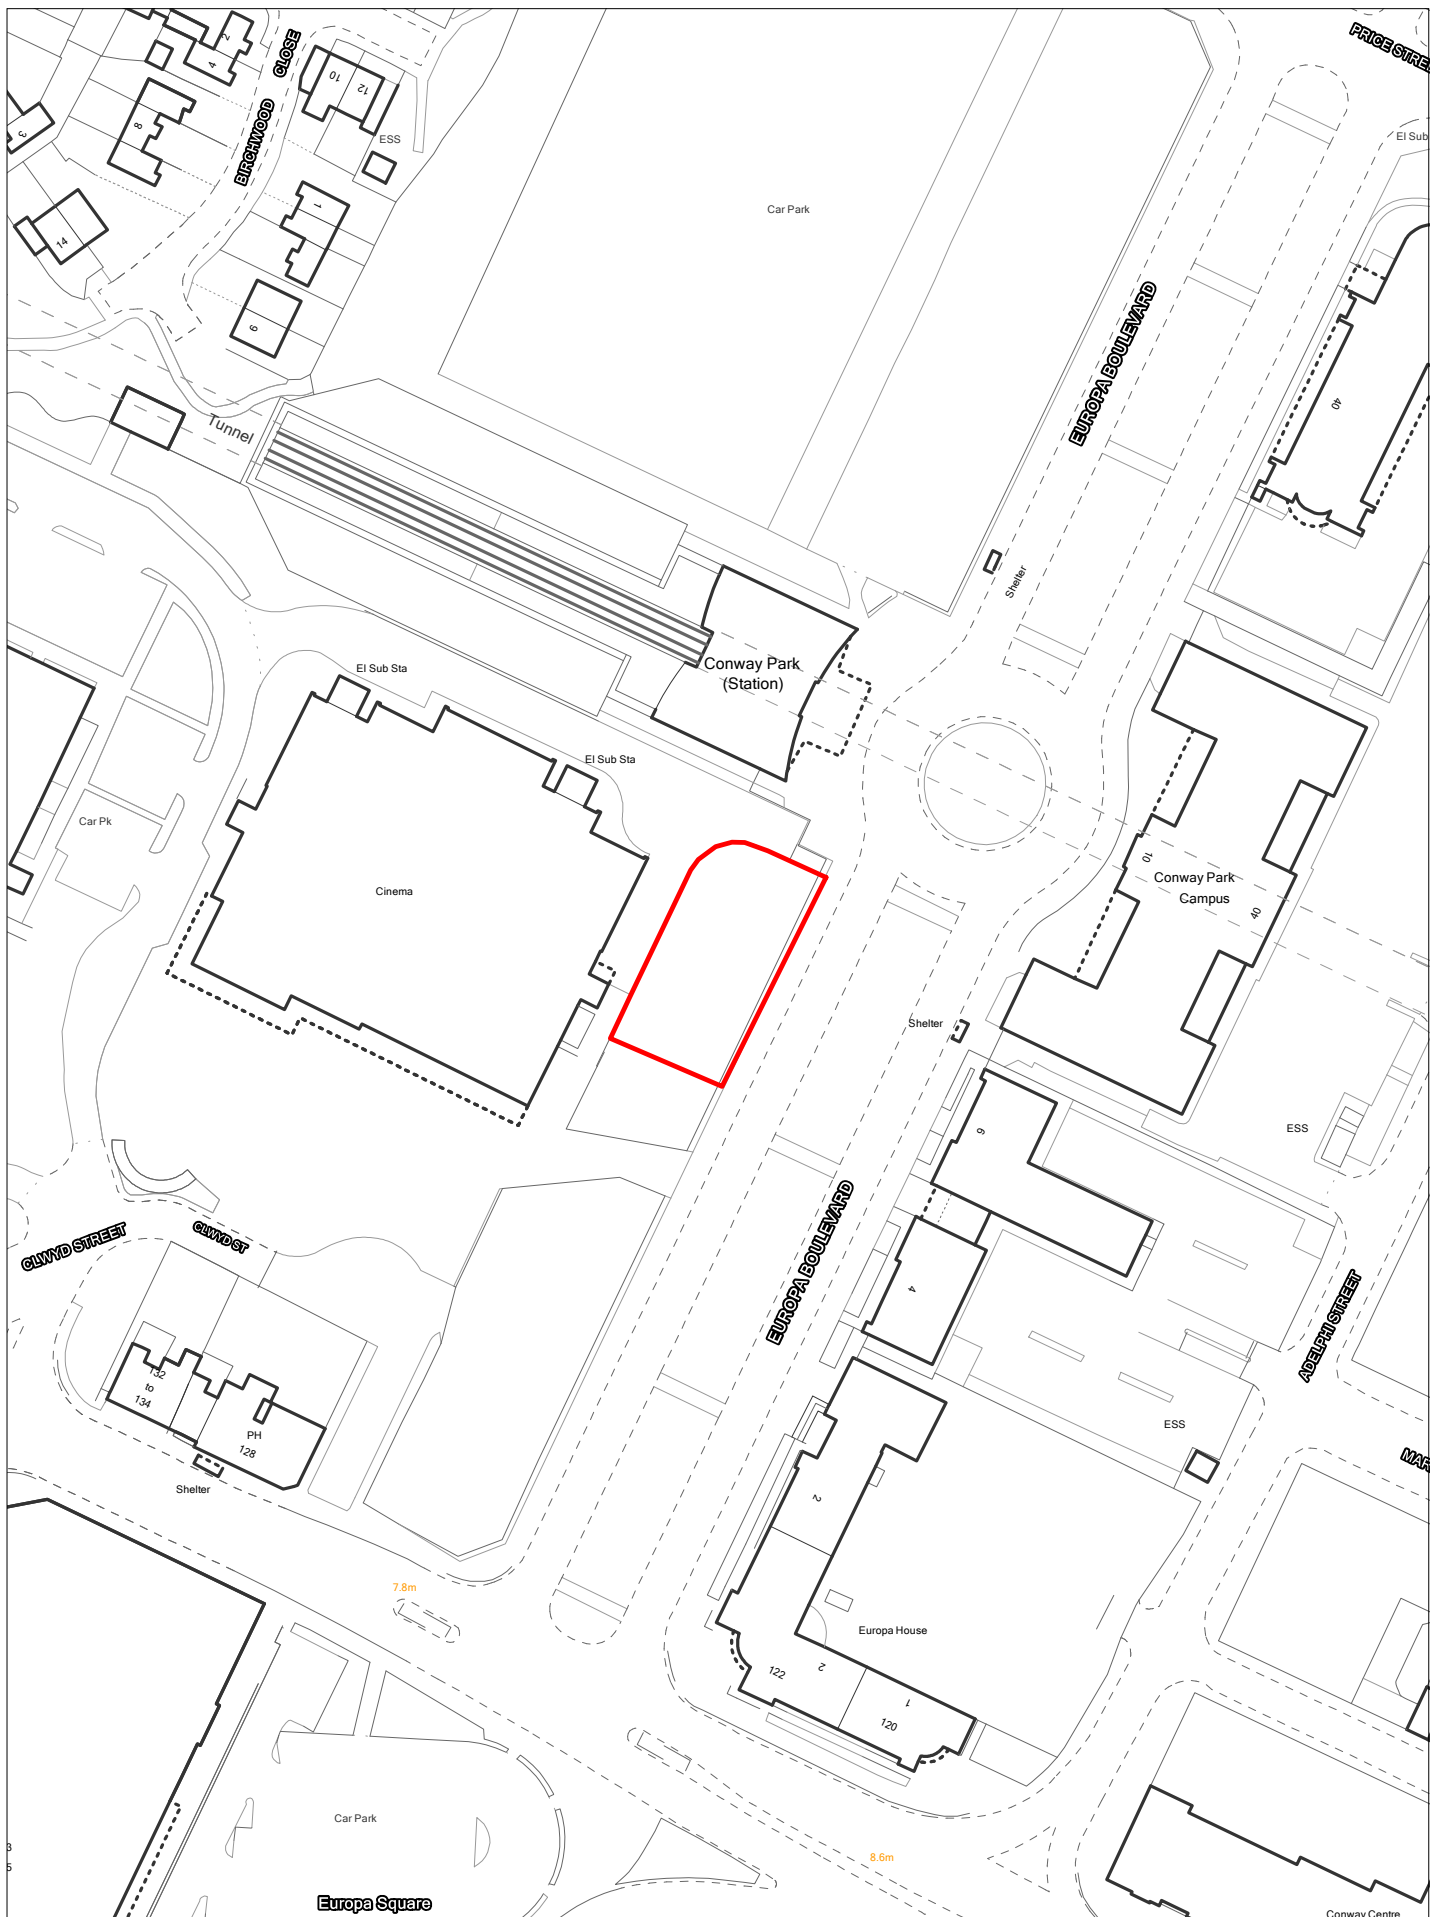 PRICE STREE
CLOSE
BIRCHWOOD
2
4
10
12
8
3
ESS
El Sub
Car Park
1
14
6
EUROPA BOULEVARD
40
Tunnel
Shelter
Conway Park
(Station)
El Sub Sta
El Sub Sta
Car Pk
Cinema
10
Conway Park
Campus
40
Shelter
6
ESS
CLWYD STREET
CLWYD ST
EUROPA BOULEVARD
4
ADELPHI STREET
132
to
134
PH
128
Shelter
ESS
MAR
2
7.8m
Europa House
2
122
1
120
Car Park
3
5
8.6m
Europa Square
Conway Centre